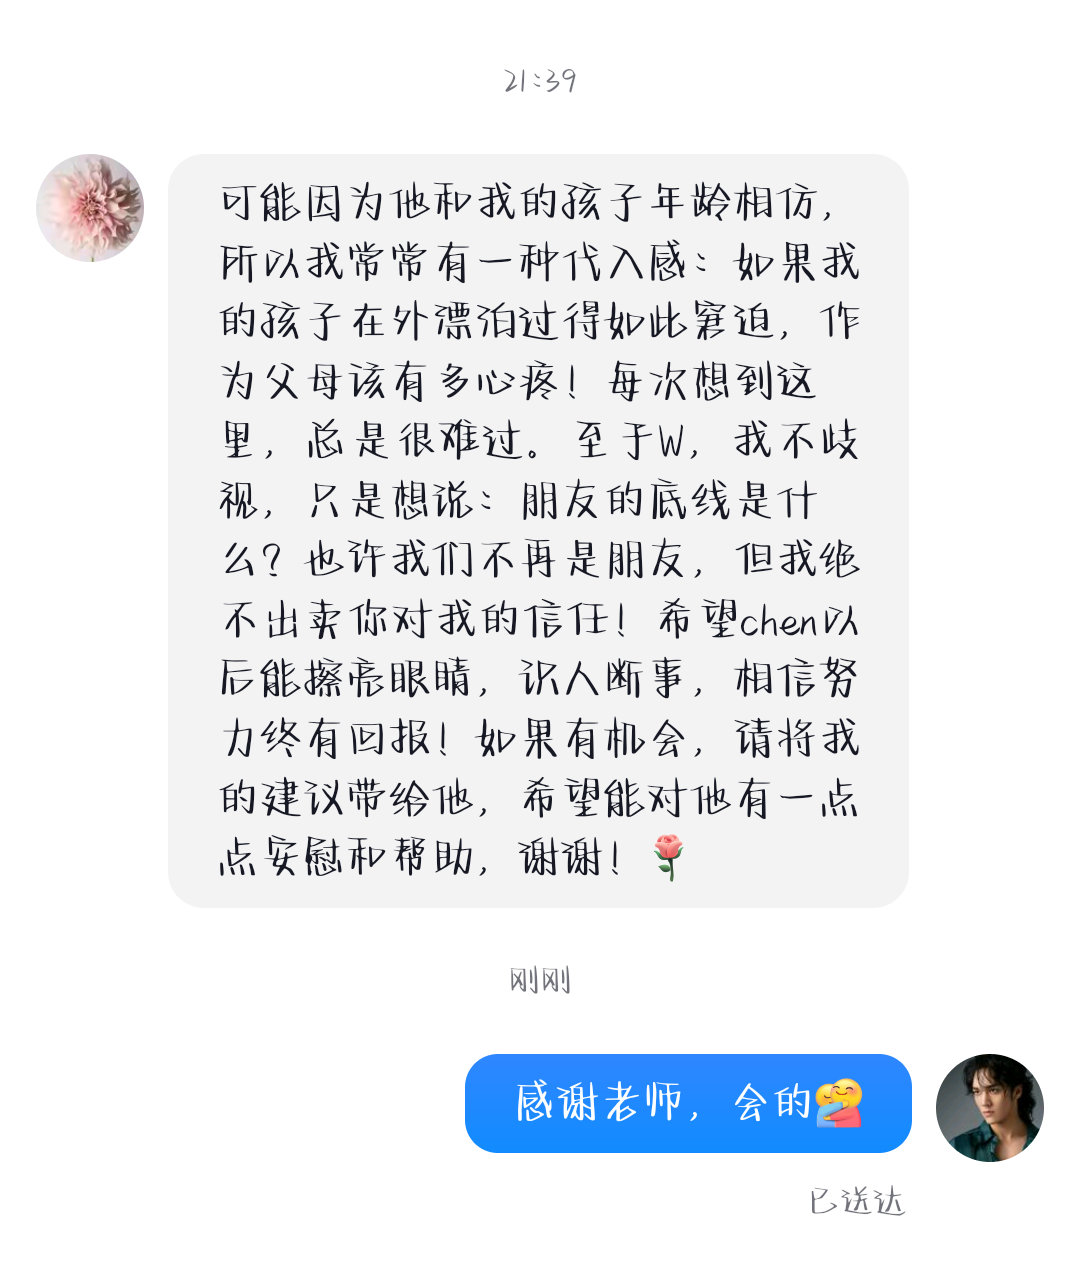 21:39
可能因为他和我的孩子年龄相仿，
所以我常常有一种代入感：如果我
的孩子在外漂泊过得如此窘迫，作
为父母该有多心疼！每次想到这
里，总是很难过。至于W，我不歧
视，只是想说：朋友的底线是什
么？也许我们不再是朋友，但我绝
不出卖你对我的信任！希望chen以
后能擦亮眼睛，识人断事，相信努
力终有回报！如果有机会，请将我
的建议带给他，希望能对他有一点
点安慰和帮助，谢谢！🌹
刚刚
感谢老师，会的🫂
已送达